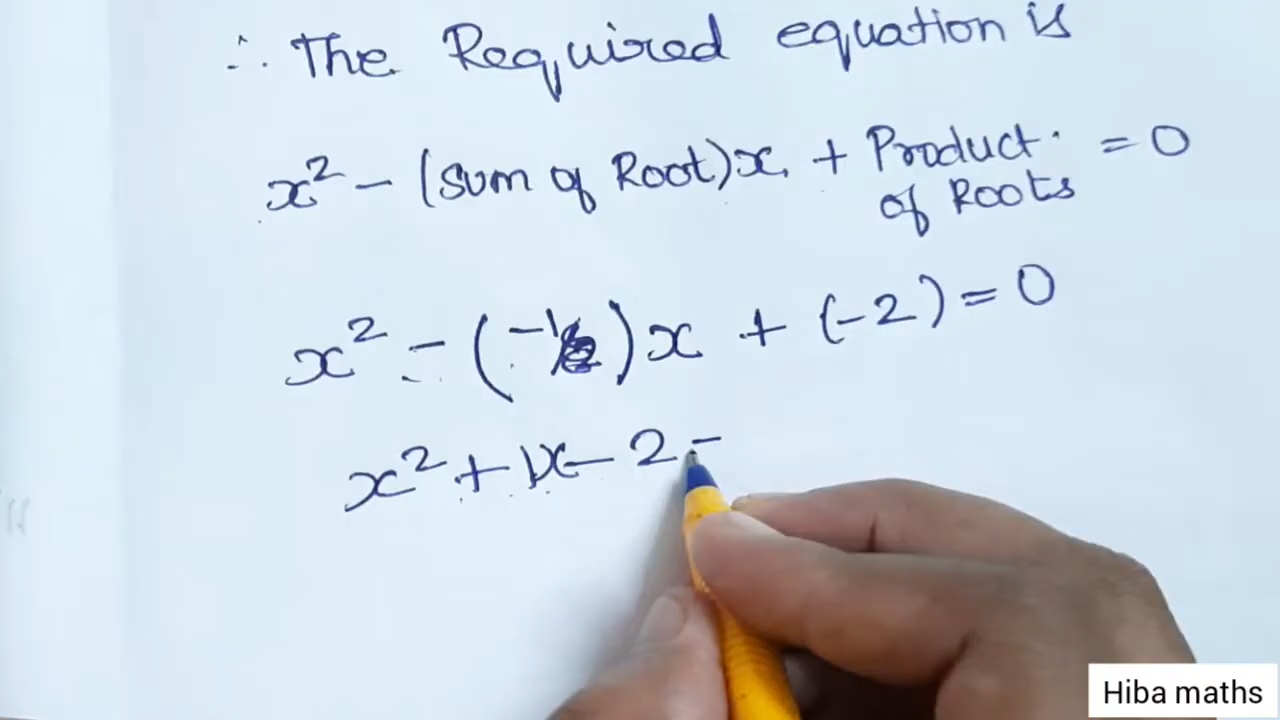 ∴ The Required equation is
x² - (sum of Root)x + Product = 0
of Roots
x² - (-1)x + (-2) = 0
x² + 1x - 2 =
Hiba maths